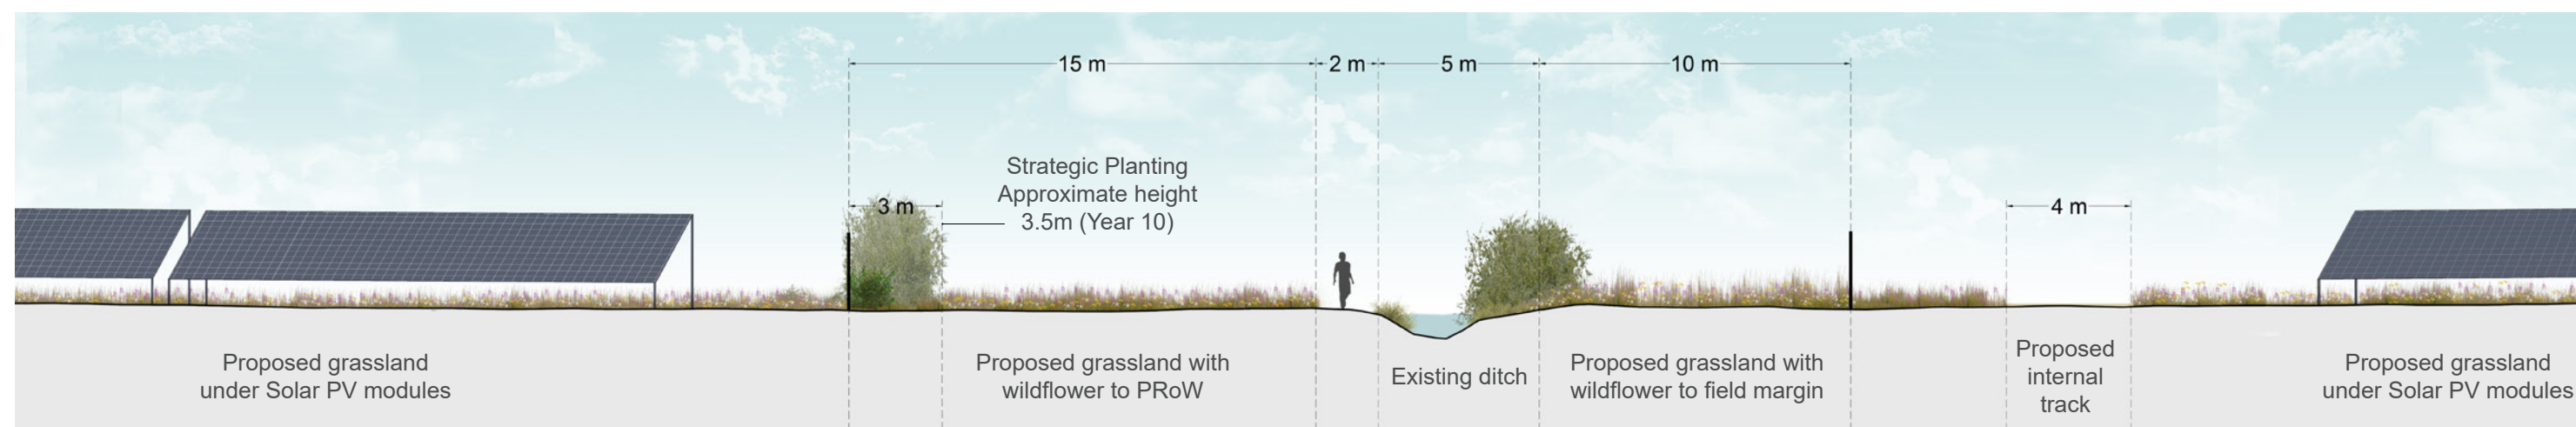 15 m
2 m
5 m
10 m
Strategic Planting
Approximate height
3.5m (Year 10)
3 m
4 m
Proposed grassland
under Solar PV modules
Proposed grassland with
wildflower to PRoW
Existing ditch
Proposed grassland with
wildflower to field margin
Proposed
internal
track
Proposed grassland
under Solar PV modules